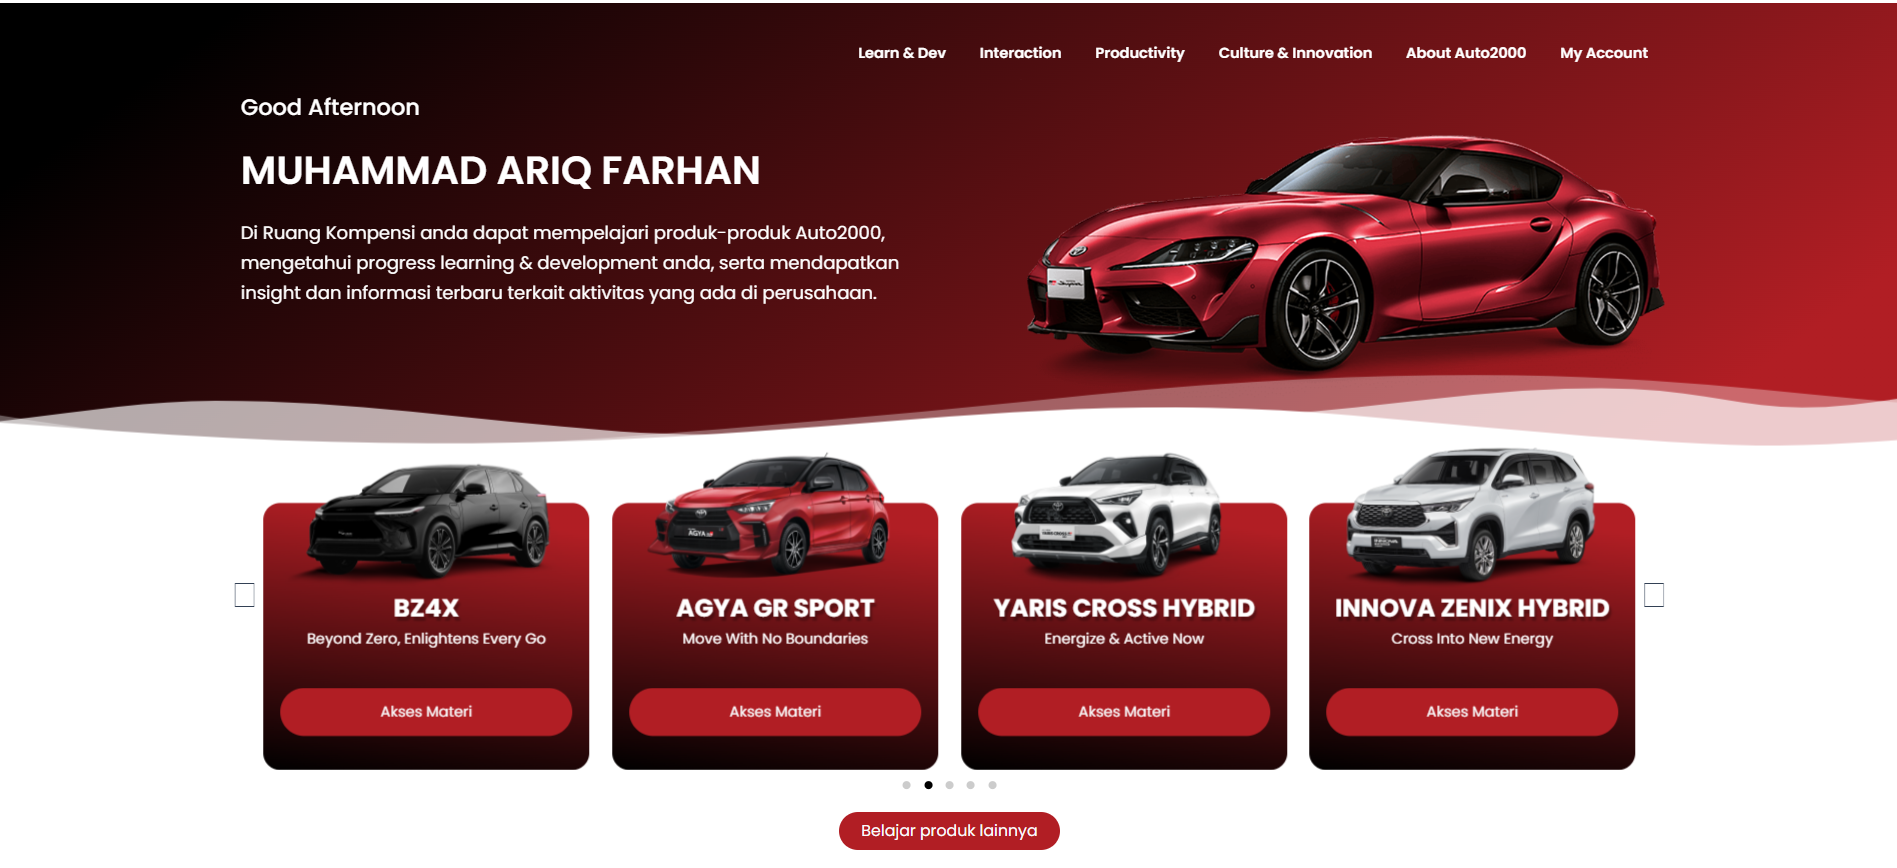 Learn & Dev Interaction Productivity Culture & Innovation About Auto2000 My Account
Good Afternoon
MUHAMMAD ARIQ FARHAN
Di Ruang Kompensi anda dapat mempelajari produk-produk Auto2000,
mengetahui progress learning & development anda, serta mendapatkan
insight dan informasi terbaru terkait aktivitas yang ada di perusahaan.
BZ4X
Beyond Zero, Enlightens Every Go
Akses Materi
AGYA GR SPORT
Move With No Boundaries
Akses Materi
YARIS CROSS HYBRID
Energize & Active Now
Akses Materi
INNOVA ZENIX HYBRID
Cross Into New Energy
Akses Materi
Belajar produk lainnya